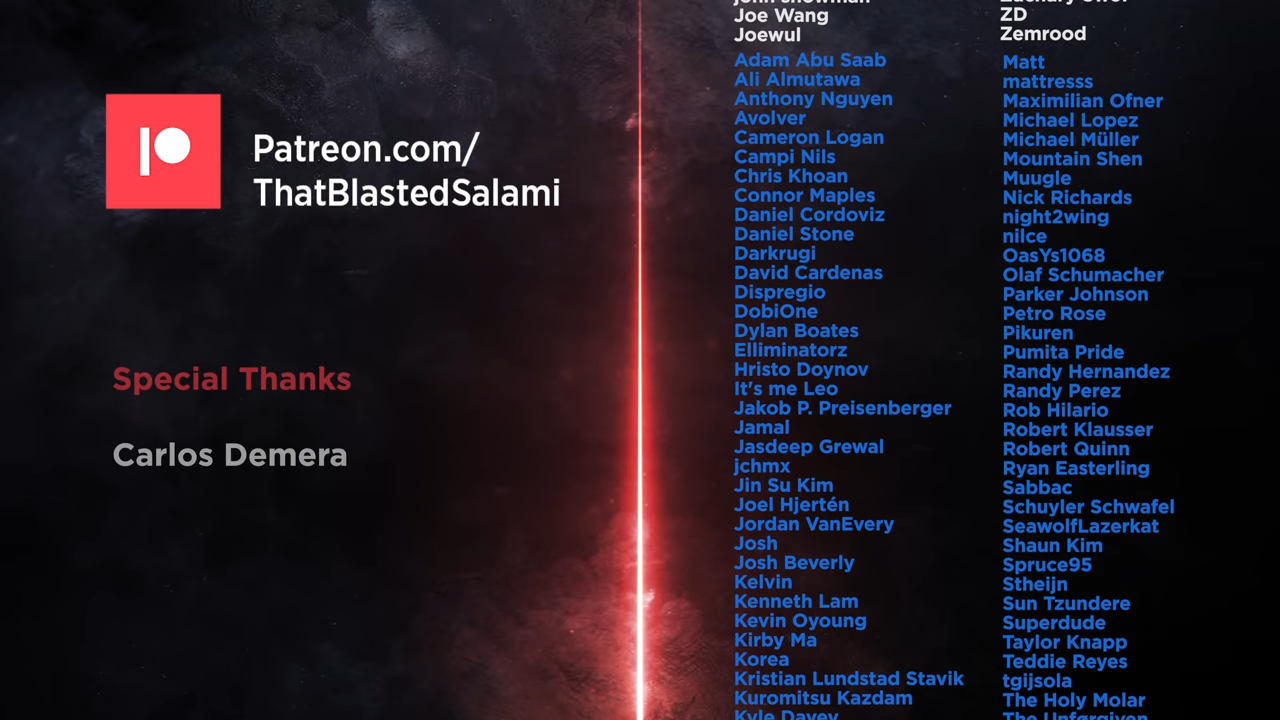 Patreon.com/
ThatBlastedSalami
Special Thanks
Carlos Demera
Joe Wang
Joewul
Adam Abu Saab
Ali Almutawa
Anthony Nguyen
Avolver
Cameron Logan
Campi Nils
Chris Khoan
Connor Maples
Daniel Cordoviz
Daniel Stone
Darkrugi
David Cardenas
Dispregio
DobiOne
Dylan Boates
Elliminatorz
Hristo Doynov
It's me Leo
Jakob P. Preisenberger
Jamal
Jasdeep Grewal
jchmx
Jin Su Kim
Joel Hjertén
Jordan VanEvery
Josh
Josh Beverly
Kelvin
Kenneth Lam
Kevin Oyoung
Kirby Ma
Korea
Kristian Lundstad Stavik
Kuromitsu Kazdam
Kyle Davey
ZD
Zemrood
Matt
mattresss
Maximilian Ofner
Michael Lopez
Michael Müller
Mountain Shen
Muugle
Nick Richards
night2wing
nilce
OasYs1068
Olaf Schumacher
Parker Johnson
Petro Rose
Pikuren
Pumita Pride
Randy Hernandez
Randy Perez
Rob Hilario
Robert Klausser
Robert Quinn
Ryan Easterling
Sabbac
Schuyler Schwafel
SeawolfLazerkat
Shaun Kim
Spruce95
Stheijn
Sun Tzundere
Superdude
Taylor Knapp
Teddie Reyes
tgijsola
The Holy Molar